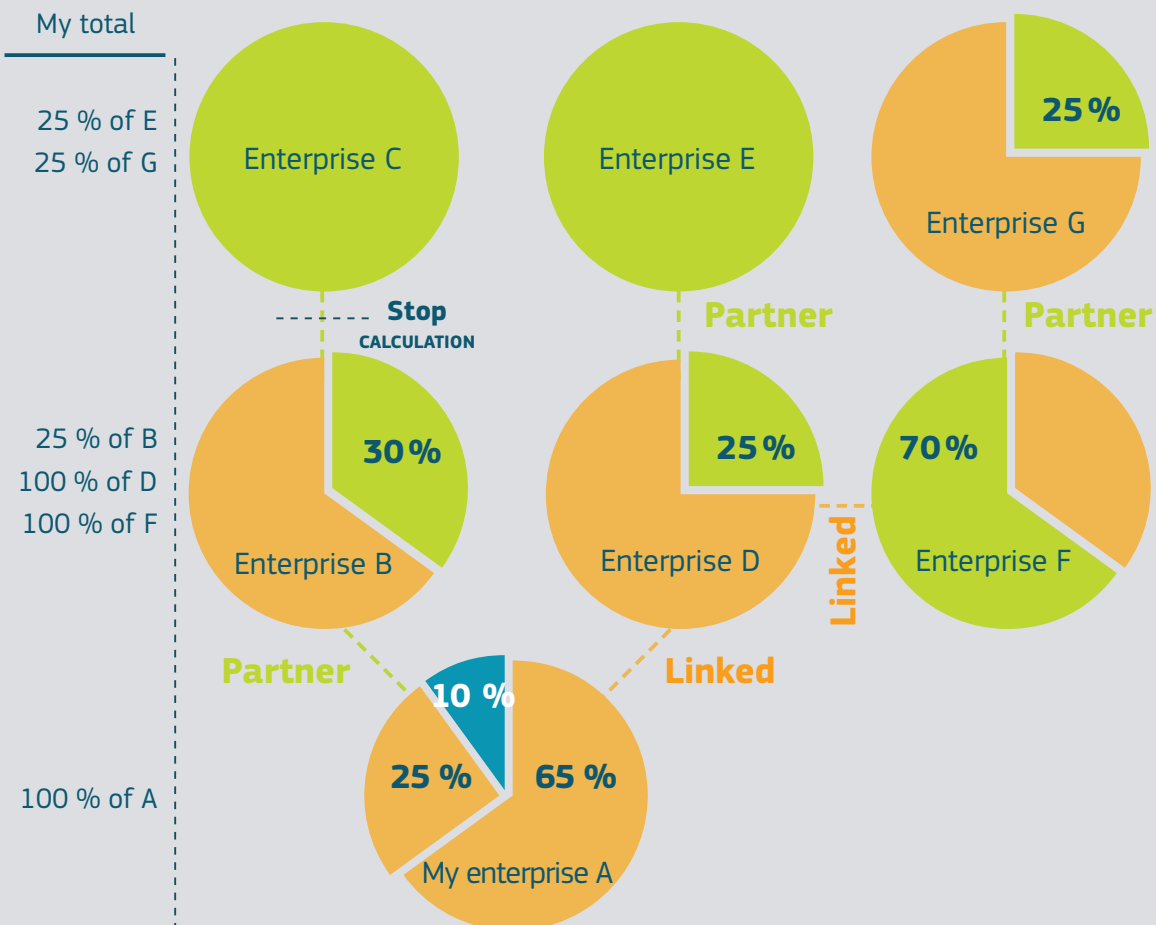 My total
25 % of E
25 % of G
Enterprise C
Enterprise E
25 %
Enterprise G
Stop
CALCULATION
Partner
Partner
25 % of B
100 % of D
100 % of F
30 %
Enterprise B
25 %
Enterprise D
Linked
70 %
Enterprise F
Partner
Linked
100 % of A
10 %
25 %
65 %
My enterprise A